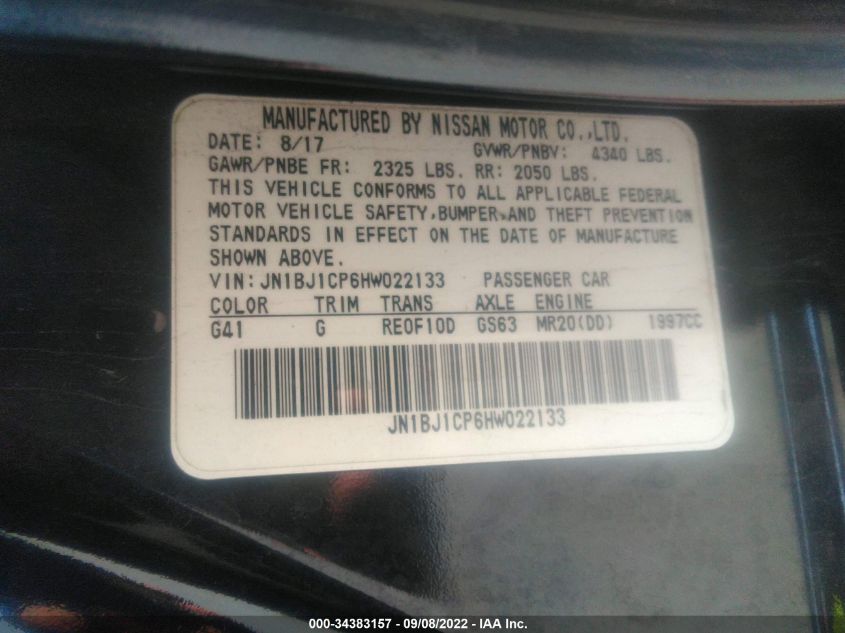 MANUFACTURED BY NISSAN MOTOR CO.,LTD.
DATE: 8/17 GVWR/PNBV: 4340 LBS.
GAWR/PNBE FR: 2325 LBS. RR: 2050 LBS.
THIS VEHICLE CONFORMS TO ALL APPLICABLE FEDERAL
MOTOR VEHICLE SAFETY,BUMPER,AND THEFT PREVENTION
STANDARDS IN EFFECT ON THE DATE OF MANUFACTURE
SHOWN ABOVE.
VIN:JN1BJ1CP6HW022133 PASSENGER CAR
COLOR TRIM TRANS AXLE ENGINE
G41 G RE0F10D GS63 MR20(DD) 1997CC
JN1BJ1CP6HW022133
000-34383157 - 09/08/2022 - IAA Inc.